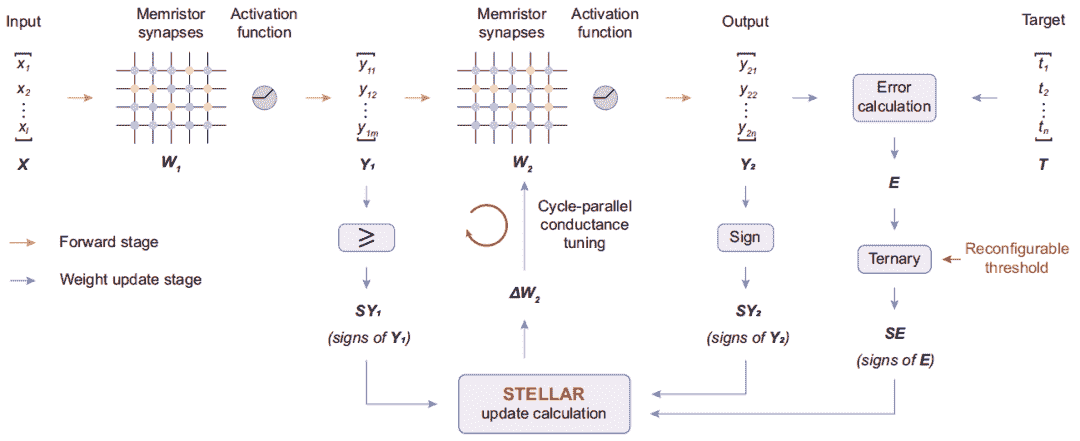 Input
Memristor
synapses
Activation
function
Memristor
synapses
Activation
function
Output
Target
x1
x2
⋮
xl
X
W1
y11
y12
⋮
y1m
Y1
W2
y21
y22
⋮
y2n
Y2
Error
calculation
t1
t2
⋮
tn
T
E
Forward stage
Weight update stage
⩾
Cycle-parallel
conductance
tuning
Sign
Ternary
Reconfigurable
threshold
SY1
(signs of Y1)
ΔW2
SY2
(signs of Y2)
SE
(signs of E)
STELLAR
update calculation